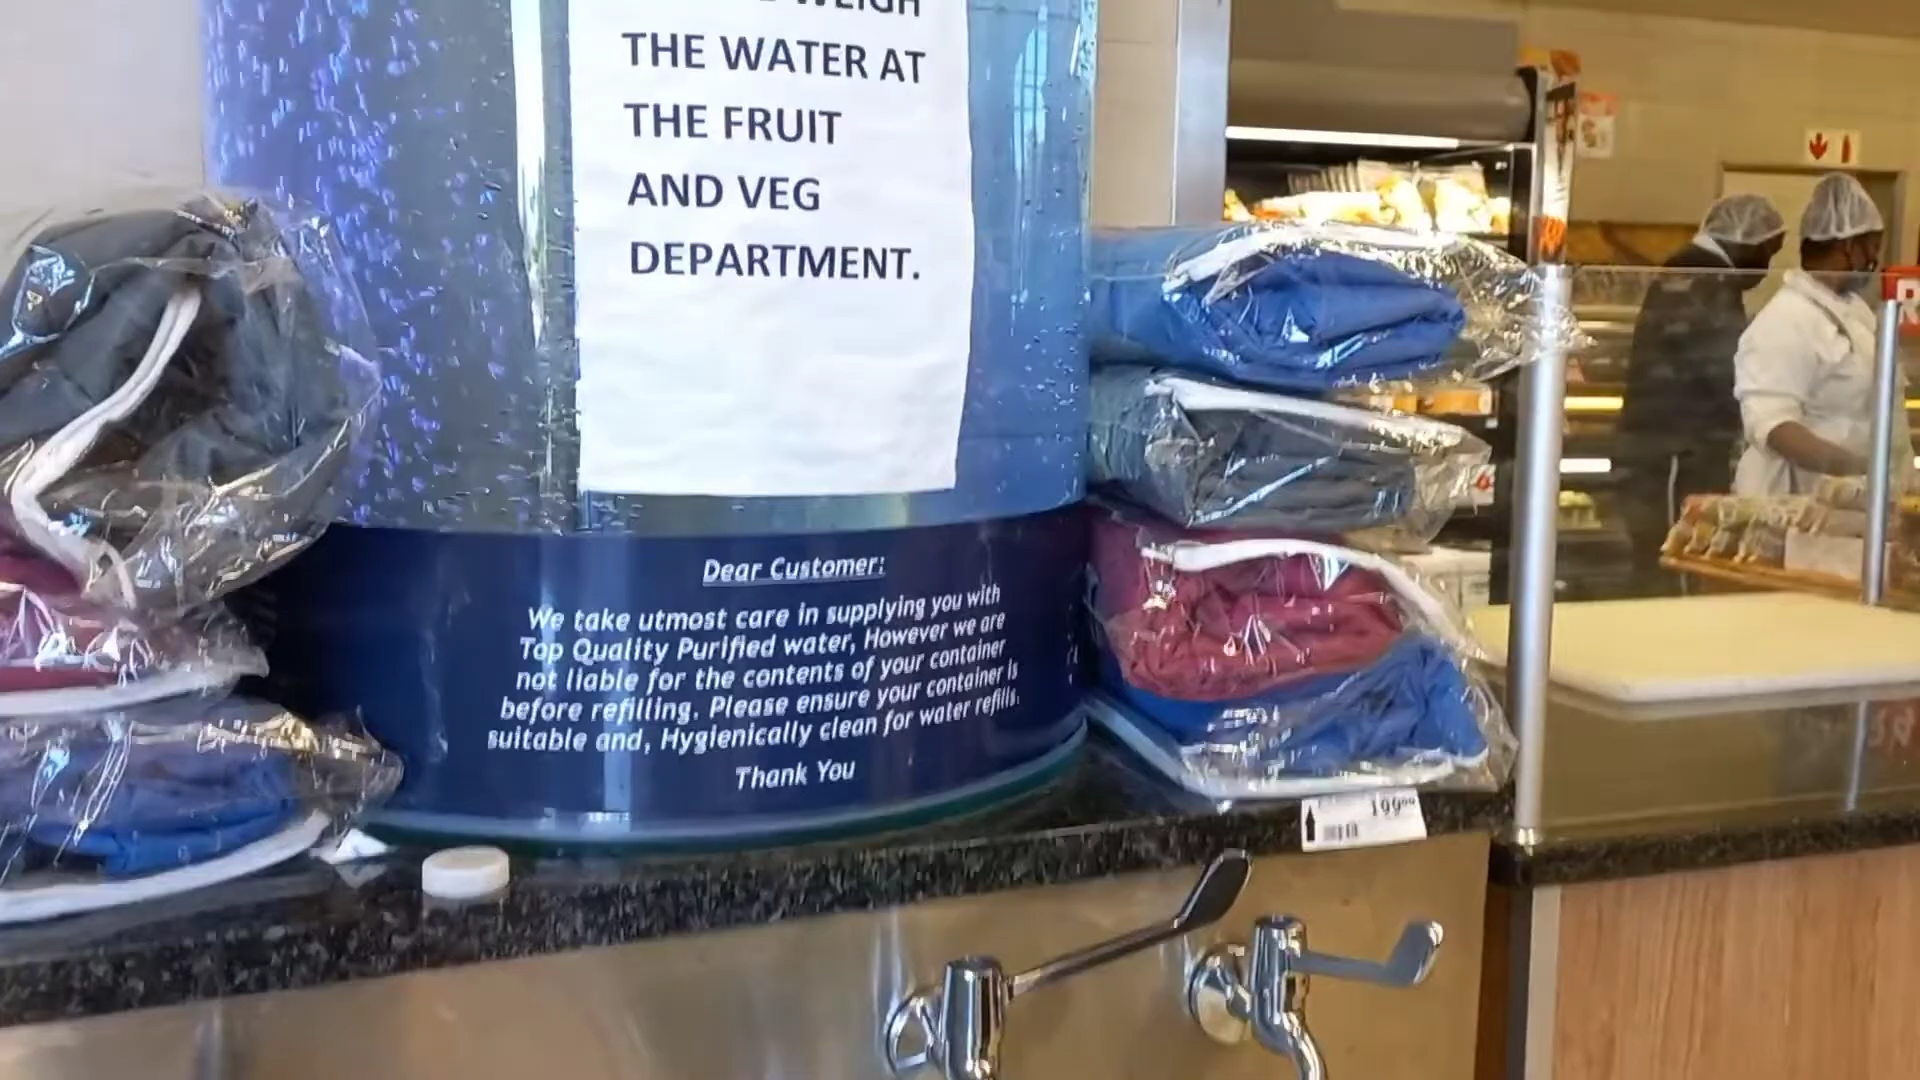 WEIGH
THE WATER AT
THE FRUIT
AND VEG
DEPARTMENT.
Dear Customer:
We take utmost care in supplying you with
Top Quality Purified water, However we are
not liable for the contents of your container
before refilling. Please ensure your container is
suitable and, Hygienically clean for water refills.
Thank You
199⁰⁰
R